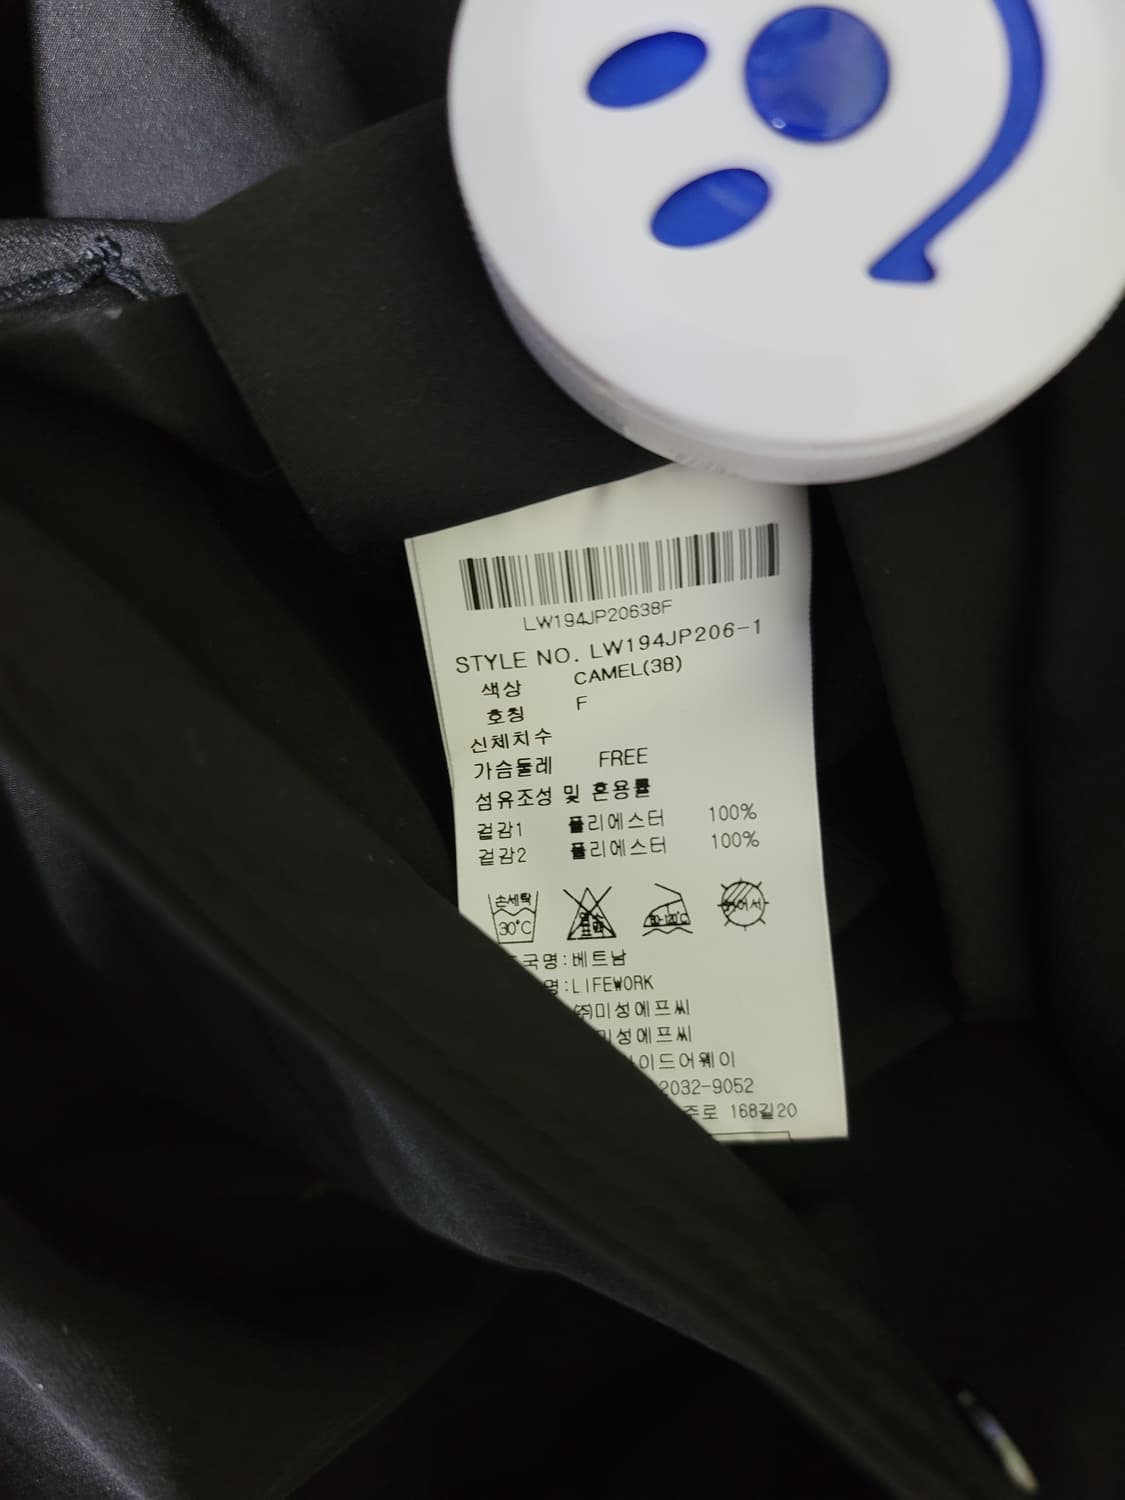 LW194JP20638F
STYLE NO. LW194JP206-1
색상 CAMEL(38)
호칭 F
신체치수
가슴둘레 FREE
섬유조성 및 혼용률
겉감1 폴리에스터 100%
겉감2 폴리에스터 100%
손세탁
30°C
국명:베트남
명:LIFEWORK
㈜미성에프씨
미성에프씨
이드어웨이
2032-9052
주로 168길20